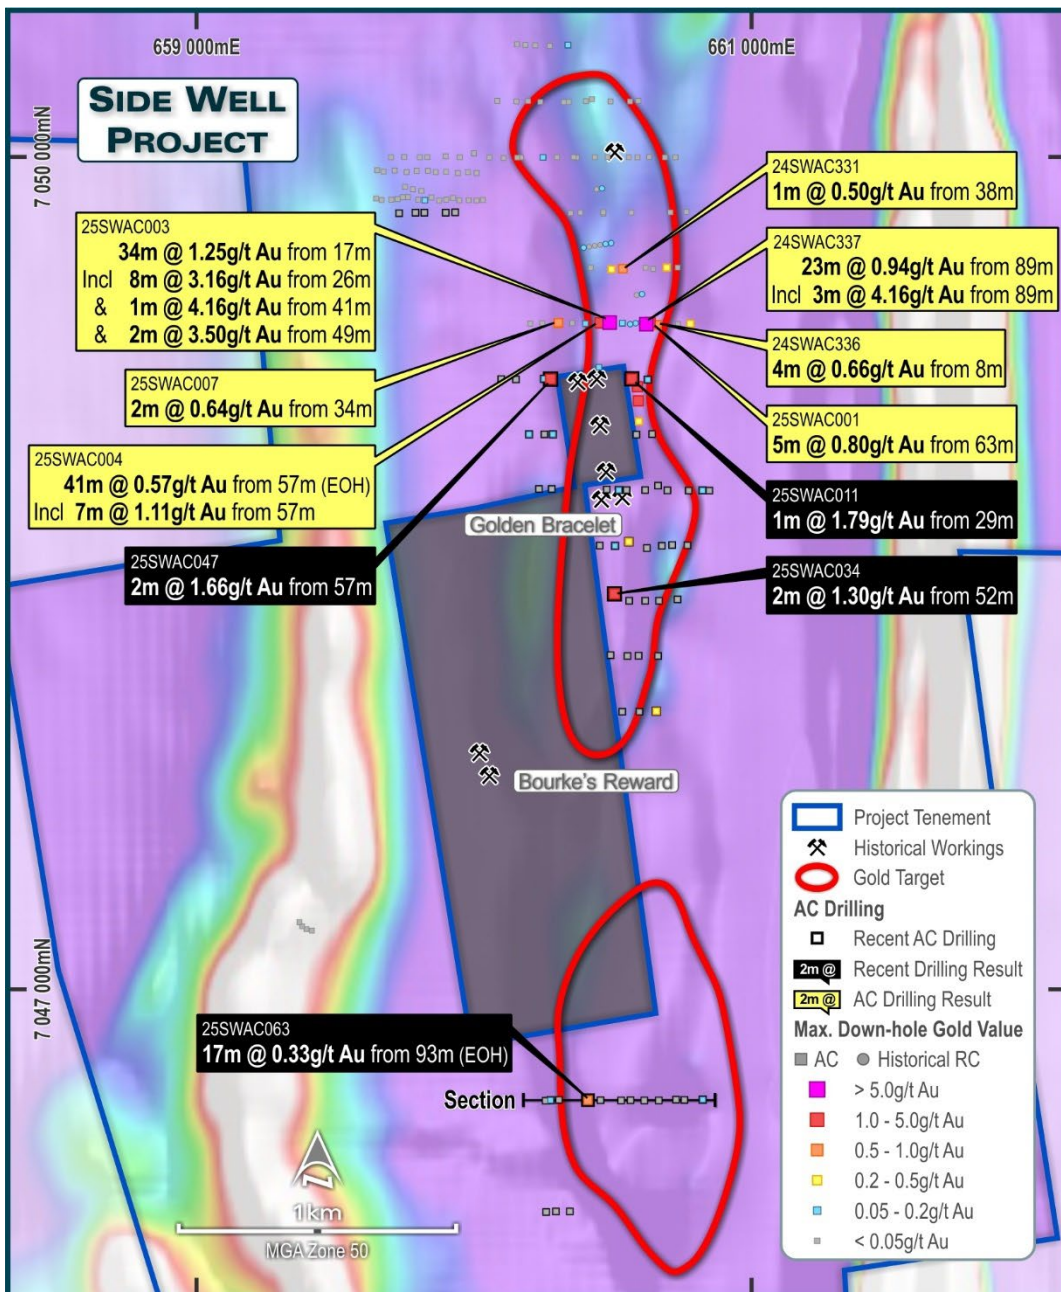 659 000mE
661 000mE
SIDE WELL
PROJECT
7 050 000mN
24SWAC331
1m @ 0.50g/t Au from 38m
25SWAC003
34m @ 1.25g/t Au from 17m
Incl 8m @ 3.16g/t Au from 26m
& 1m @ 4.16g/t Au from 41m
& 2m @ 3.50g/t Au from 49m
24SWAC337
23m @ 0.94g/t Au from 89m
Incl 3m @ 4.16g/t Au from 89m
24SWAC336
4m @ 0.66g/t Au from 8m
25SWAC007
2m @ 0.64g/t Au from 34m
25SWAC001
5m @ 0.80g/t Au from 63m
25SWAC004
41m @ 0.57g/t Au from 57m (EOH)
Incl 7m @ 1.11g/t Au from 57m
25SWAC011
1m @ 1.79g/t Au from 29m
Golden Bracelet
25SWAC047
2m @ 1.66g/t Au from 57m
25SWAC034
2m @ 1.30g/t Au from 52m
Bourke's Reward
7 047 000mN
25SWAC063
17m @ 0.33g/t Au from 93m (EOH)
Section
N
1km
MGA Zone 50
Project Tenement
Historical Workings
Gold Target
AC Drilling
Recent AC Drilling
2m @ Recent Drilling Result
2m @ AC Drilling Result
Max. Down-hole Gold Value
AC Historical RC
> 5.0g/t Au
1.0 - 5.0g/t Au
0.5 - 1.0g/t Au
0.2 - 0.5g/t Au
0.05 - 0.2g/t Au
< 0.05g/t Au